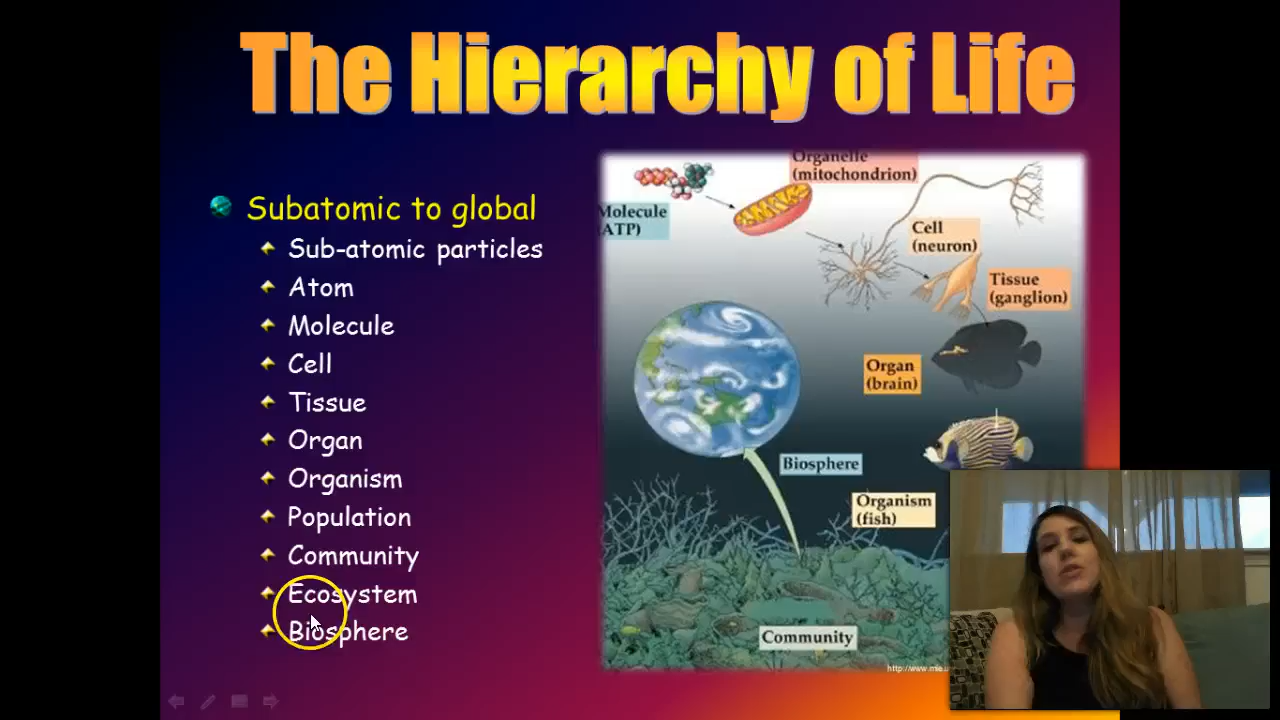 The Hierarchy of Life
Subatomic to global
Sub-atomic particles
Atom
Molecule
Cell
Tissue
Organ
Organism
Population
Community
Ecosystem
Biosphere
Organelle
(mitochondrion)
Molecule
(ATP)
Cell
(neuron)
Tissue
(ganglion)
Organ
(brain)
Biosphere
Organism
(fish)
Community